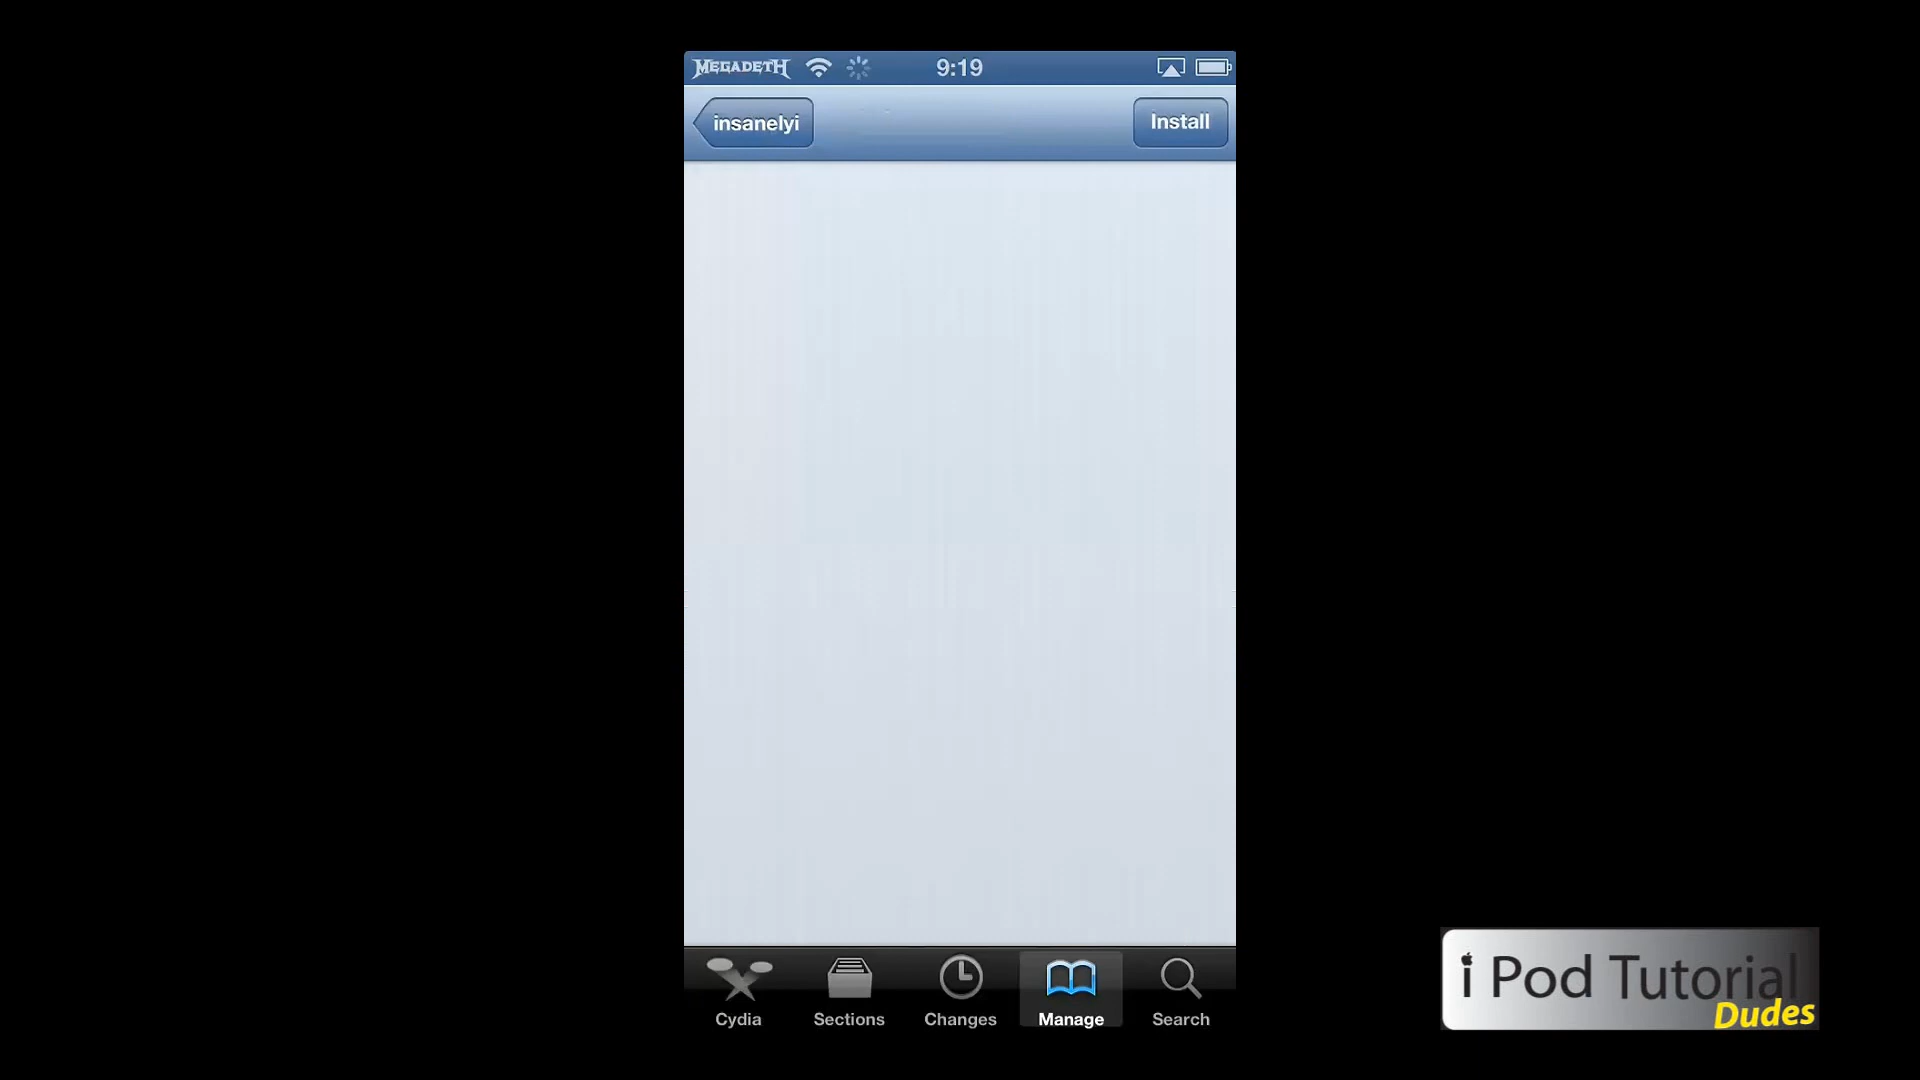 MEGADETH 9:19
insanelyi Install
Cydia Sections Changes Manage Search
i Pod Tutorial
Dudes